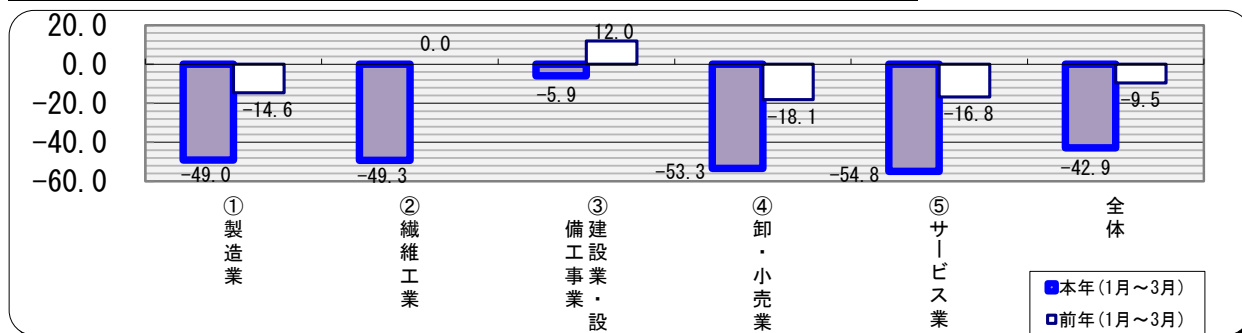 20.0
0.0
-20.0
-40.0
-60.0
-49.0
-14.6
-49.3
0.0
-5.9
12.0
-53.3
-18.1
-54.8
-16.8
-42.9
-9.5
①製造業
②繊維工業
③建設業・設
備工事業
④卸・小売業
⑤サービス業
全体
本年(1月～3月)
前年(1月～3月)